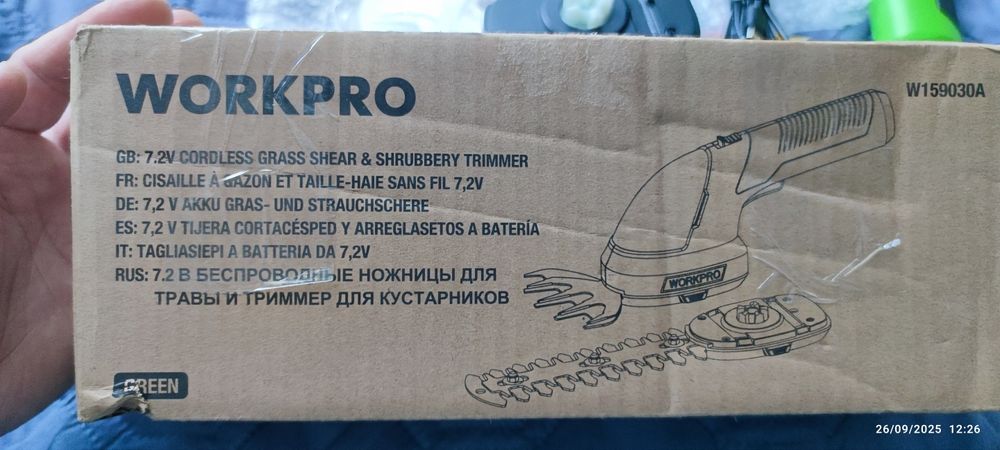 WORKPRO
W159030A
GB: 7.2V CORDLESS GRASS SHEAR & SHRUBBERY TRIMMER
FR: CISAILLE À GAZON ET TAILLE-HAIE SANS FIL 7,2V
DE: 7,2 V AKKU GRAS- UND STRAUCHSCHERE
ES: 7,2 V TIJERA CORTACÉSPED Y ARREGLASETOS A BATERÍA
IT: TAGLIASIEPI A BATTERIA DA 7,2V
RUS: 7.2 В БЕСПРОВОДНЫЕ НОЖНИЦЫ ДЛЯ
ТРАВЫ И ТРИММЕР ДЛЯ КУСТАРНИКОВ
WORKPRO
GREEN
26/09/2025 12:26